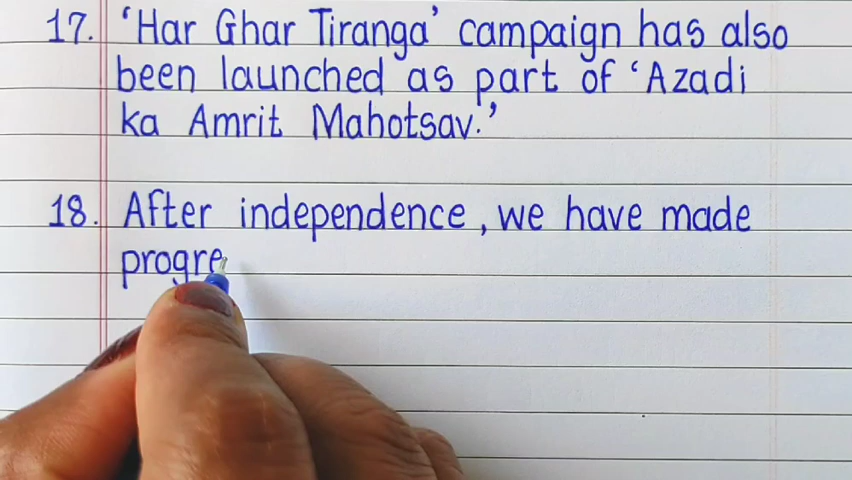 17. 'Har Ghar Tiranga' campaign has also
been launched as part of 'Azadi
ka Amrit Mahotsav.'
18. After independence, we have made
progre